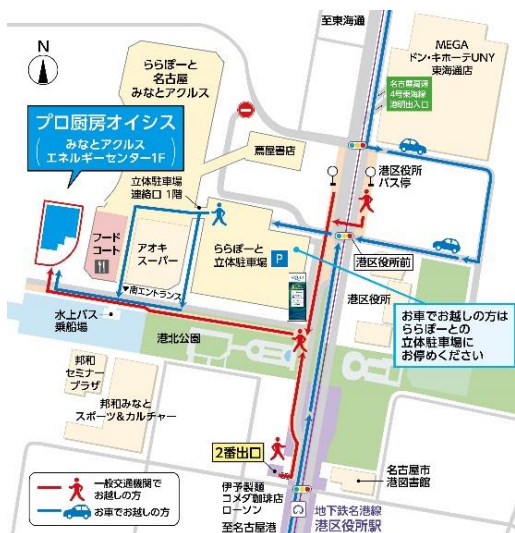 至東海通
MEGA
ドン・キホーテUNY
東海通店
N
ららぽーと
名古屋
みなとアクルス
名古屋高速
4号東海線
港明出入口
プロ厨房オイシス
みなとアクルス
エネルギーセンター1F
蔦屋書店
港区役所
バス停
立体駐車場
連絡口 1階
フード
コート
アオキ
スーパー
ららぽーと
立体駐車場
P
港区役所前
▼南エントランス
港区役所
お車でお越しの方は
ららぽーとの
立体駐車場に
お停めください
水上バス
乗船場
港北公園
邦和
セミナー
プラザ
邦和みなと
スポーツ&カルチャー
2番出口
伊予製麺
コメダ珈琲店
ローソン
至名古屋港
名古屋市
港図書館
地下鉄名港線
港区役所駅
一般交通機関で
お越しの方
お車でお越しの方